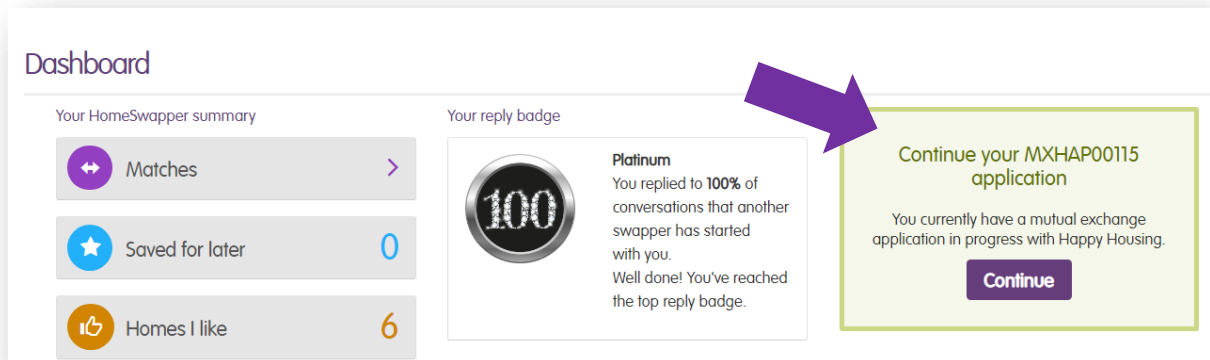 Dashboard
Your HomeSwapper summary
Matches
Saved for later 0
Homes I like 6
Your reply badge
100
Platinum
You replied to 100% of
conversations that another
swapper has started
with you.
Well done! You've reached
the top reply badge.
Continue your MXHAP00115
application
You currently have a mutual exchange
application in progress with Happy Housing.
Continue